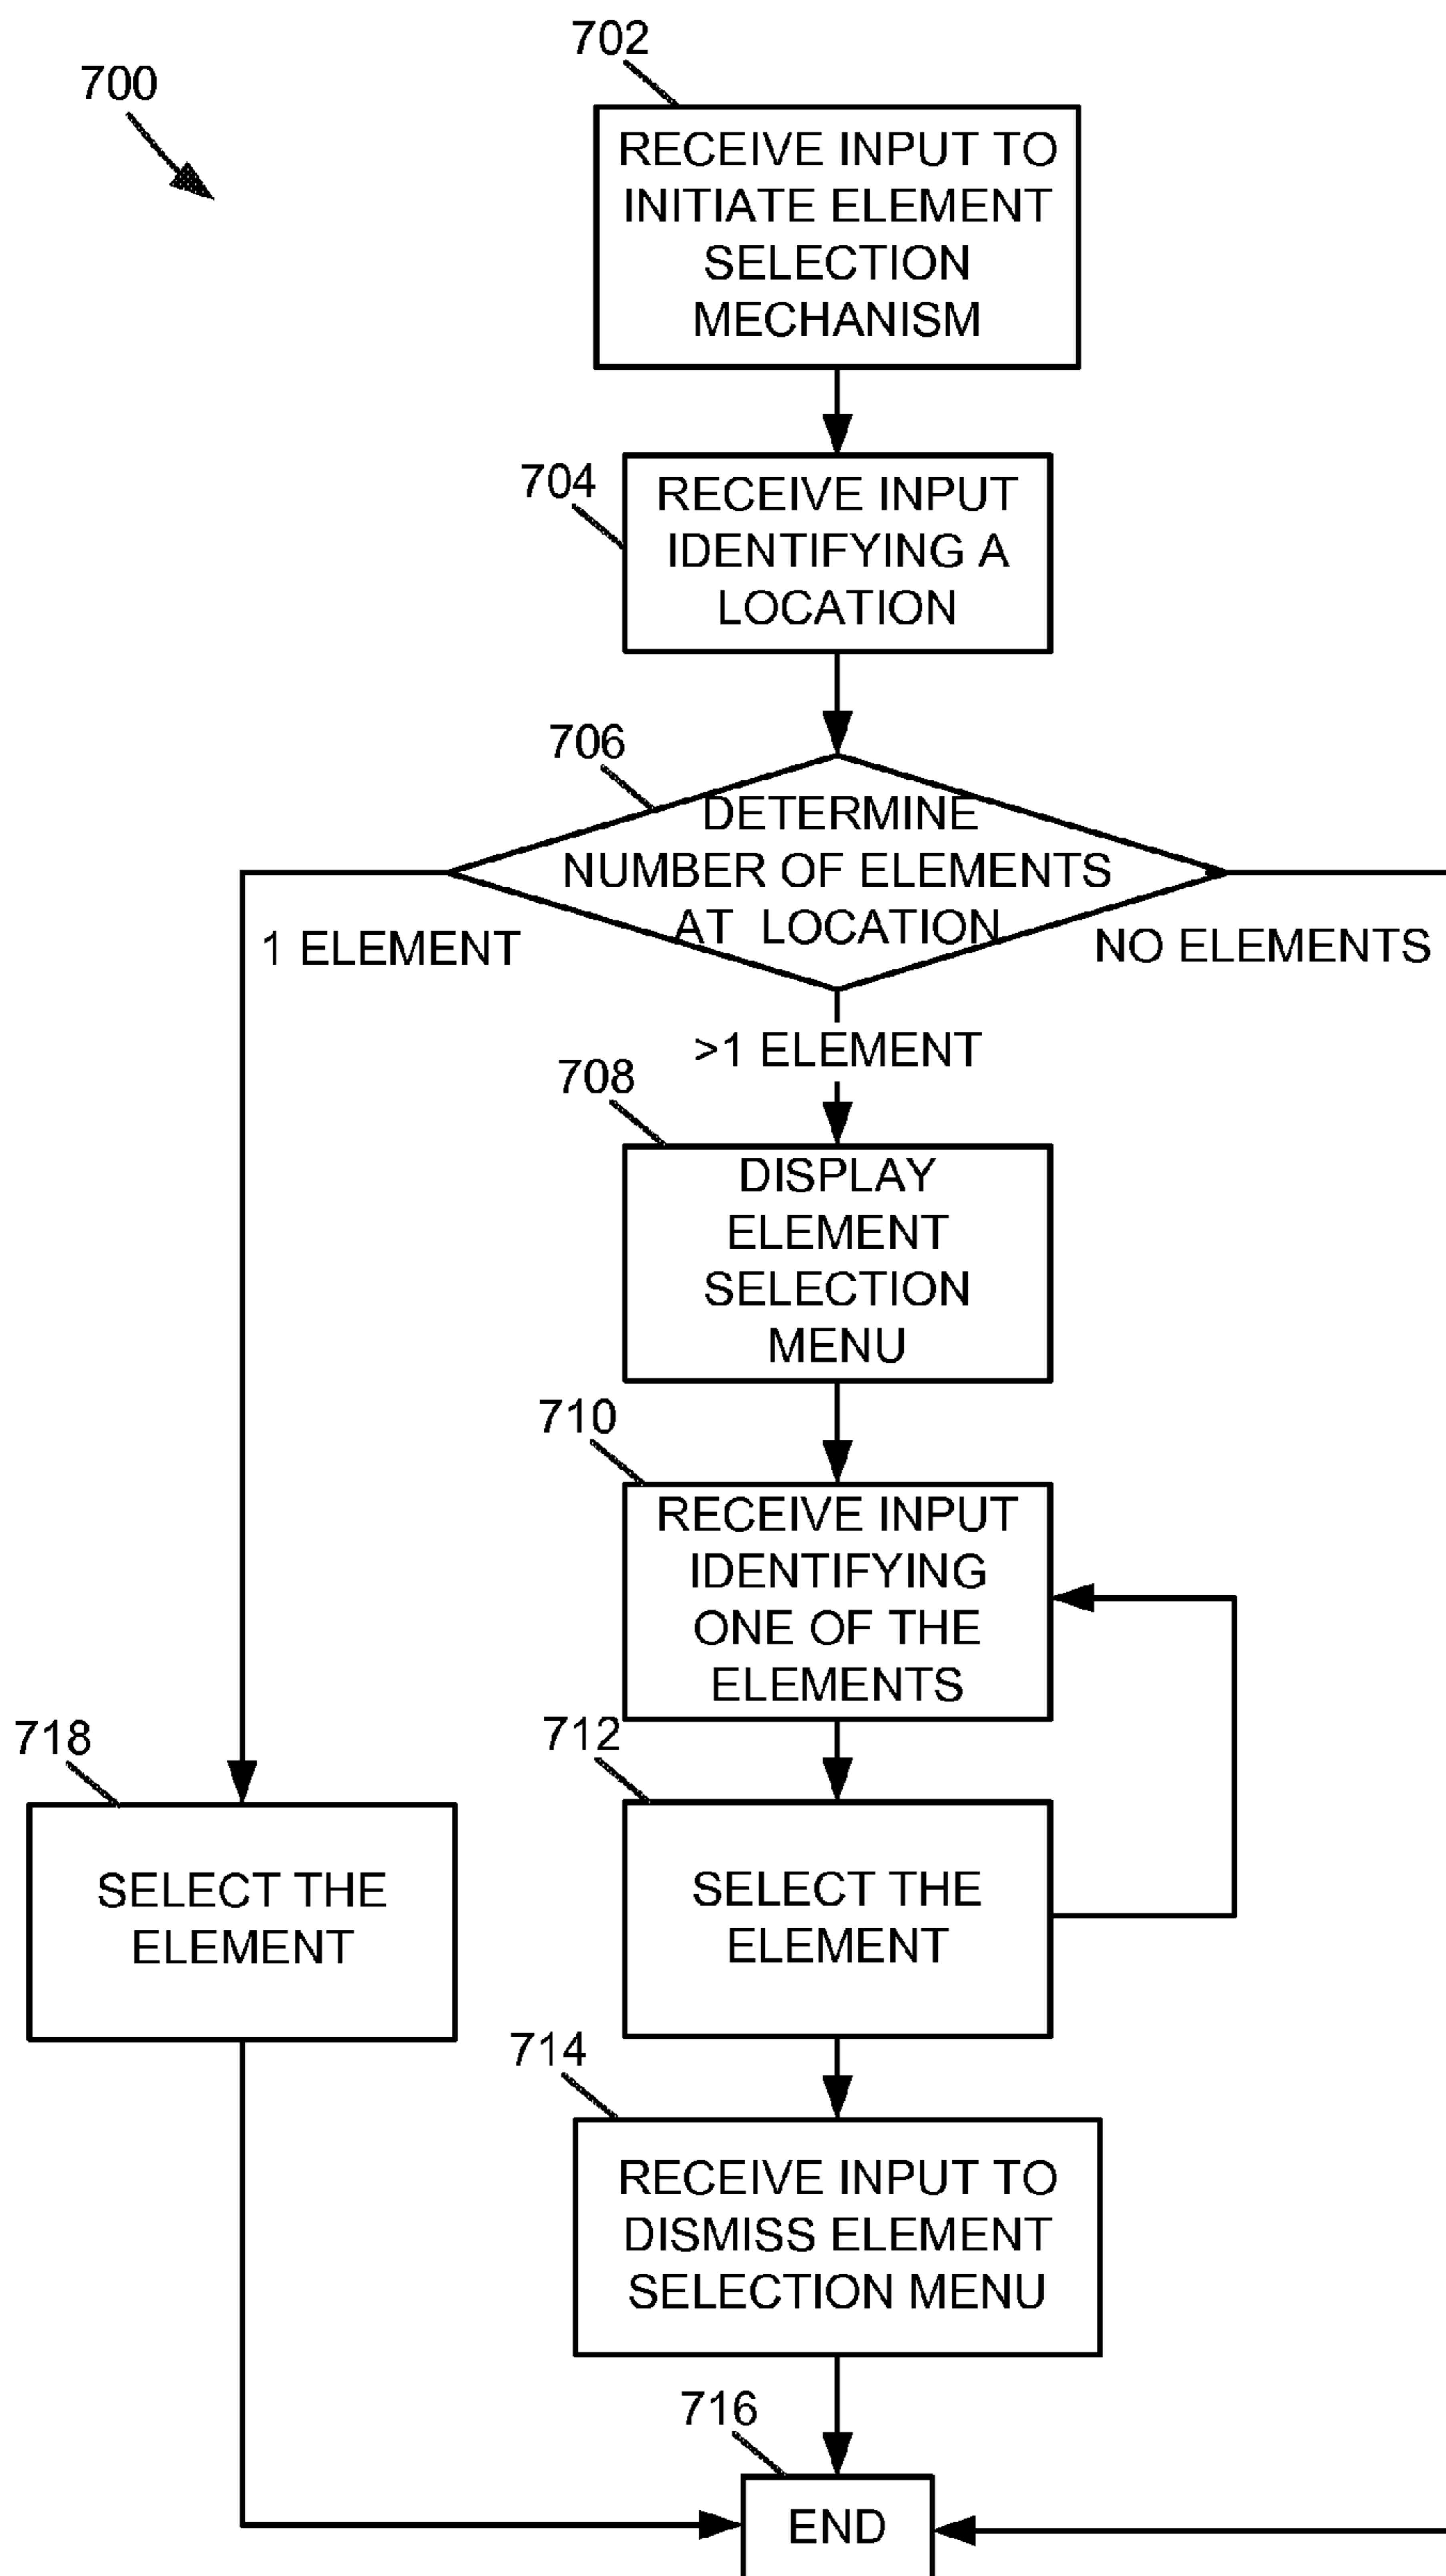 702
700
RECEIVE INPUT TO
INITIATE ELEMENT
SELECTION
MECHANISM
704
RECEIVE INPUT
IDENTIFYING A
LOCATION
706
DETERMINE
NUMBER OF ELEMENTS
AT LOCATION
1 ELEMENT
NO ELEMENTS
>1 ELEMENT
708
DISPLAY
ELEMENT
SELECTION
MENU
710
RECEIVE INPUT
IDENTIFYING
ONE OF THE
ELEMENTS
718
SELECT THE
ELEMENT
712
SELECT THE
ELEMENT
714
RECEIVE INPUT TO
DISMISS ELEMENT
SELECTION MENU
716
END